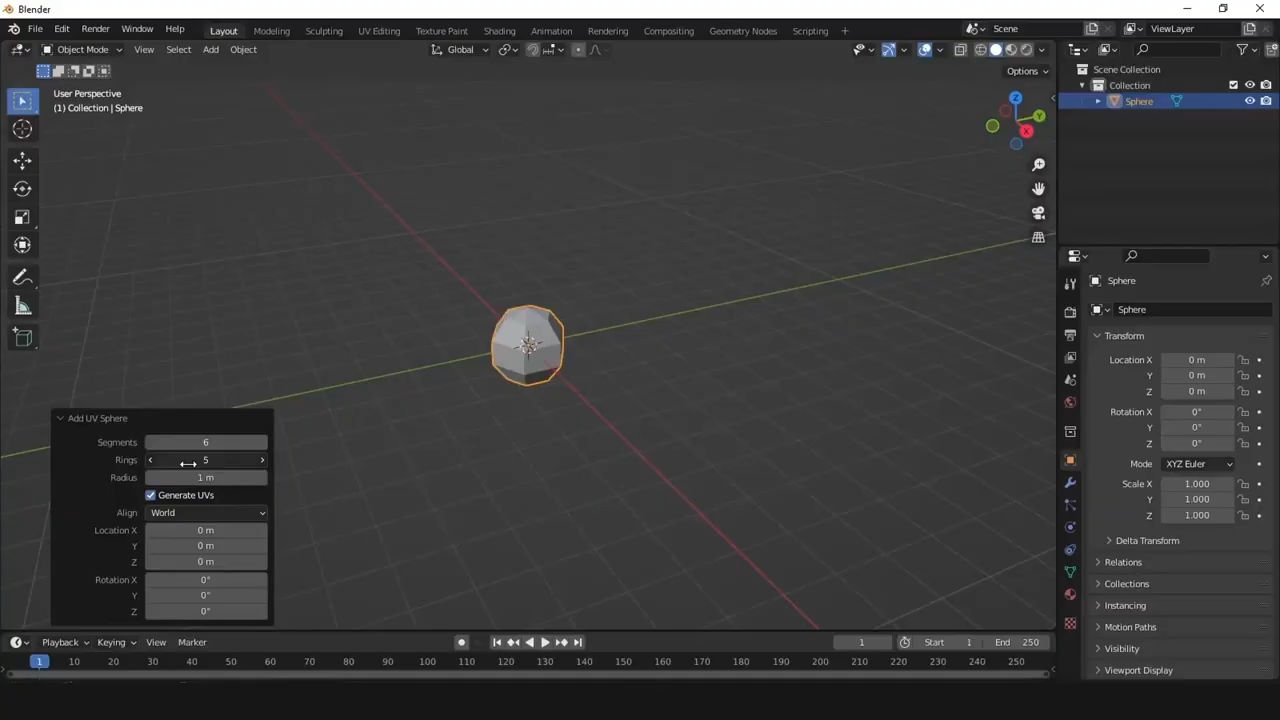 Blender
File Edit Render Window Help Layout Modeling Sculpting UV Editing Texture Paint Shading Animation Rendering Compositing Geometry Nodes Scripting + Scene ViewLayer
Object Mode View Select Add Object Global
Options
User Perspective
(1) Collection | Sphere
Z
Y
X
Scene Collection
Collection
Sphere
Sphere
Sphere
Transform
Location X 0 m
Y 0 m
Z 0 m
Rotation X 0°
Y 0°
Z 0°
Mode XYZ Euler
Scale X 1.000
Y 1.000
Z 1.000
Delta Transform
Relations
Collections
Instancing
Motion Paths
Visibility
Viewport Display
Add UV Sphere
Segments 6
Rings 5
Radius 1 m
Generate UVs
Align World
Location X 0 m
Y 0 m
Z 0 m
Rotation X 0°
Y 0°
Z 0°
Playback Keying View Marker 1 Start 1 End 250
1 10 20 30 40 50 60 70 80 90 100 110 120 130 140 150 160 170 180 190 200 210 220 230 240 250